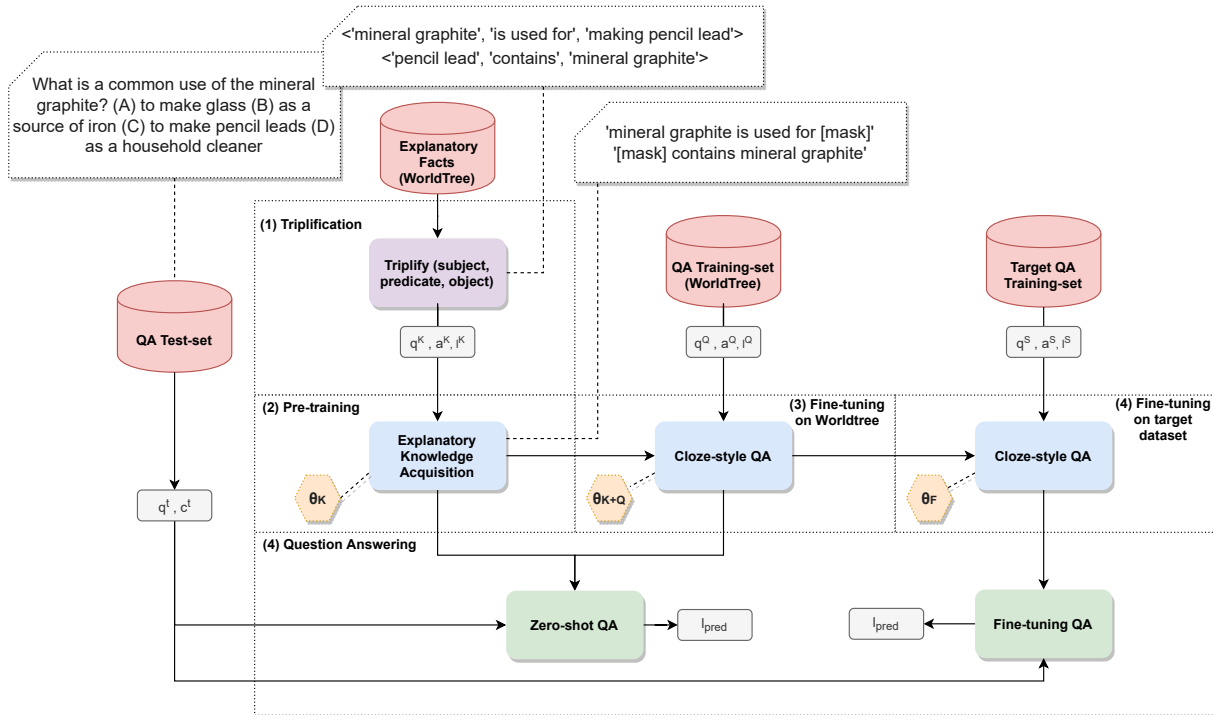 <'mineral graphite', 'is used for', 'making pencil lead'>
<'pencil lead', 'contains', 'mineral graphite'>
What is a common use of the mineral
graphite? (A) to make glass (B) as a
source of iron (C) to make pencil leads (D)
as a household cleaner
'mineral graphite is used for [mask]'
'[mask] contains mineral graphite'
Explanatory
Facts
(WorldTree)
(1) Triplification
Triplify (subject,
predicate, object)
QA Training-set
(WorldTree)
Target QA
Training-set
QA Test-set
q^K , a^K, l^K
q^Q , a^Q, l^Q
q^S , a^S, l^S
(2) Pre-training
(3) Fine-tuning
on Worldtree
(4) Fine-tuning
on target
dataset
Explanatory
Knowledge
Acquisition
Cloze-style QA
Cloze-style QA
θK
θK+Q
θF
q^t , c^t
(4) Question Answering
Zero-shot QA
l_pred
l_pred
Fine-tuning QA